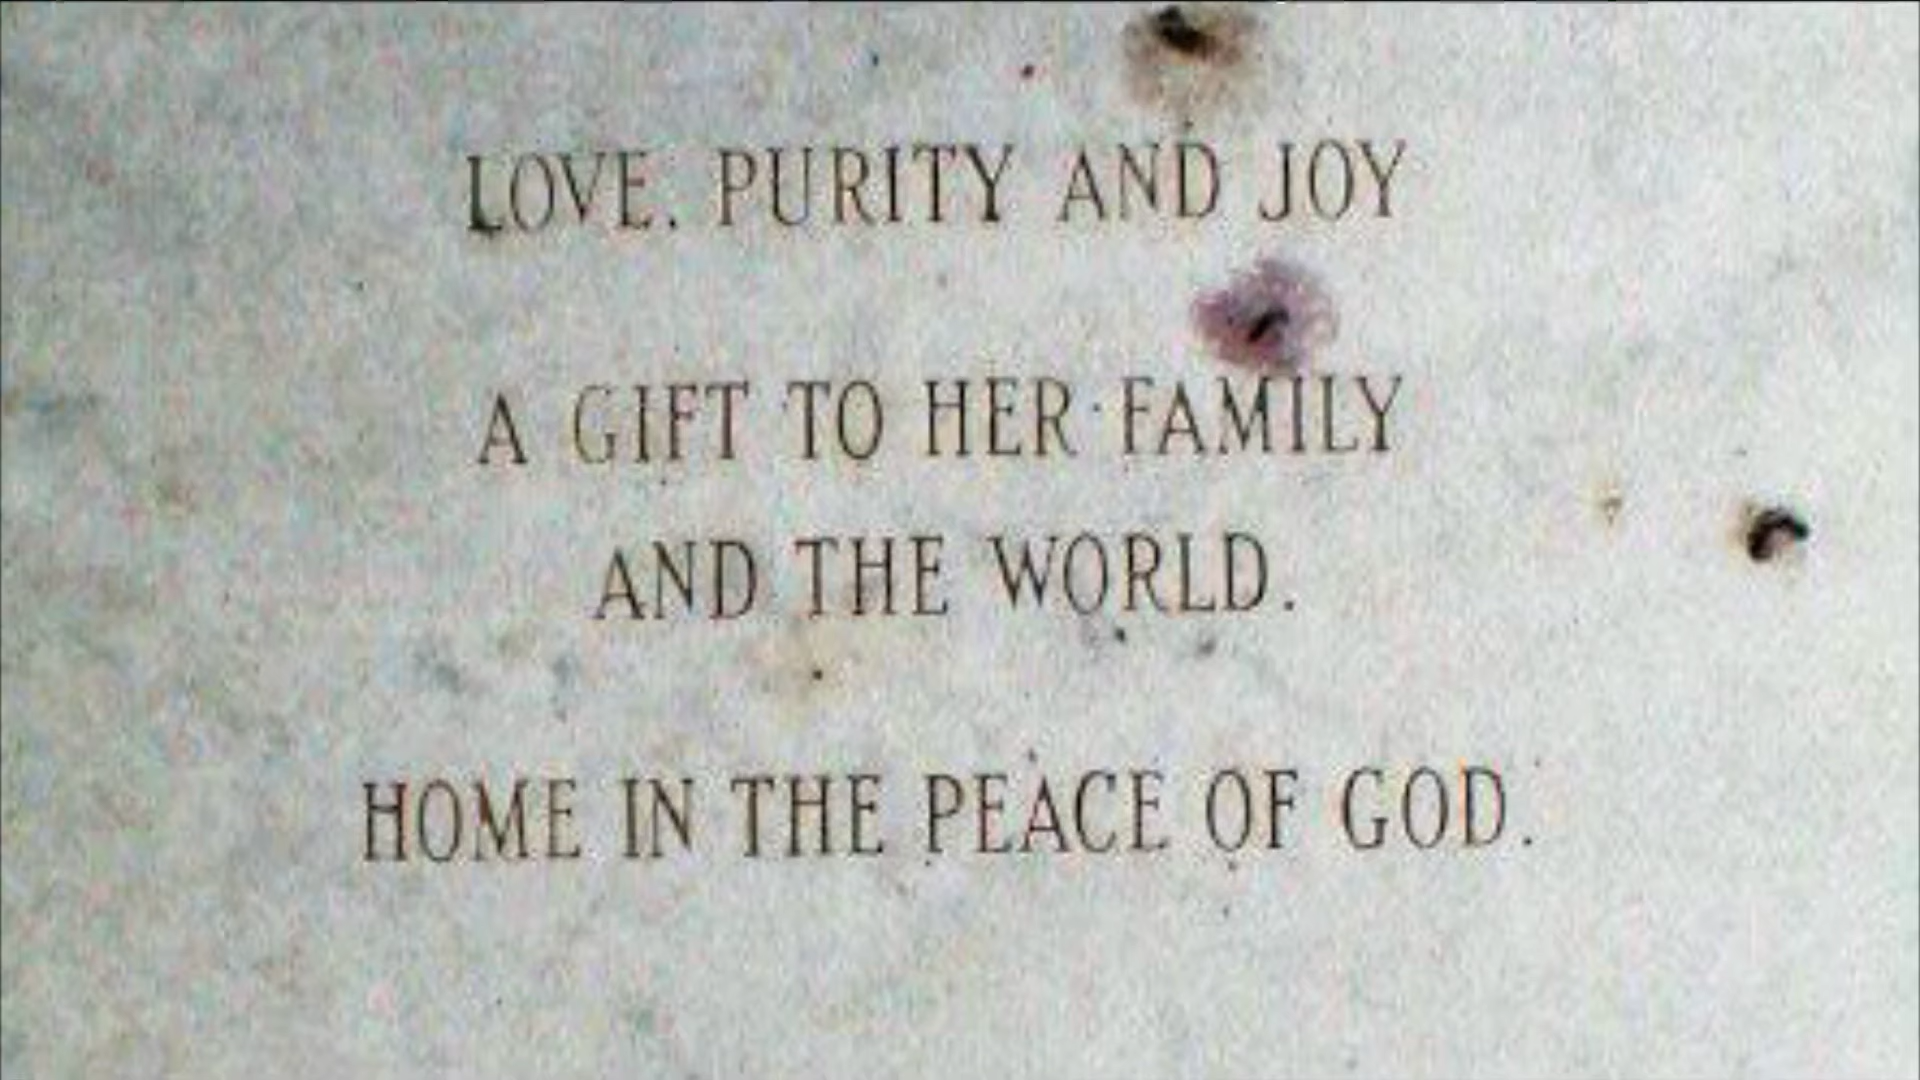 LOVE. PURITY AND JOY
A GIFT TO HER FAMILY
AND THE WORLD.
HOME IN THE PEACE OF GOD.